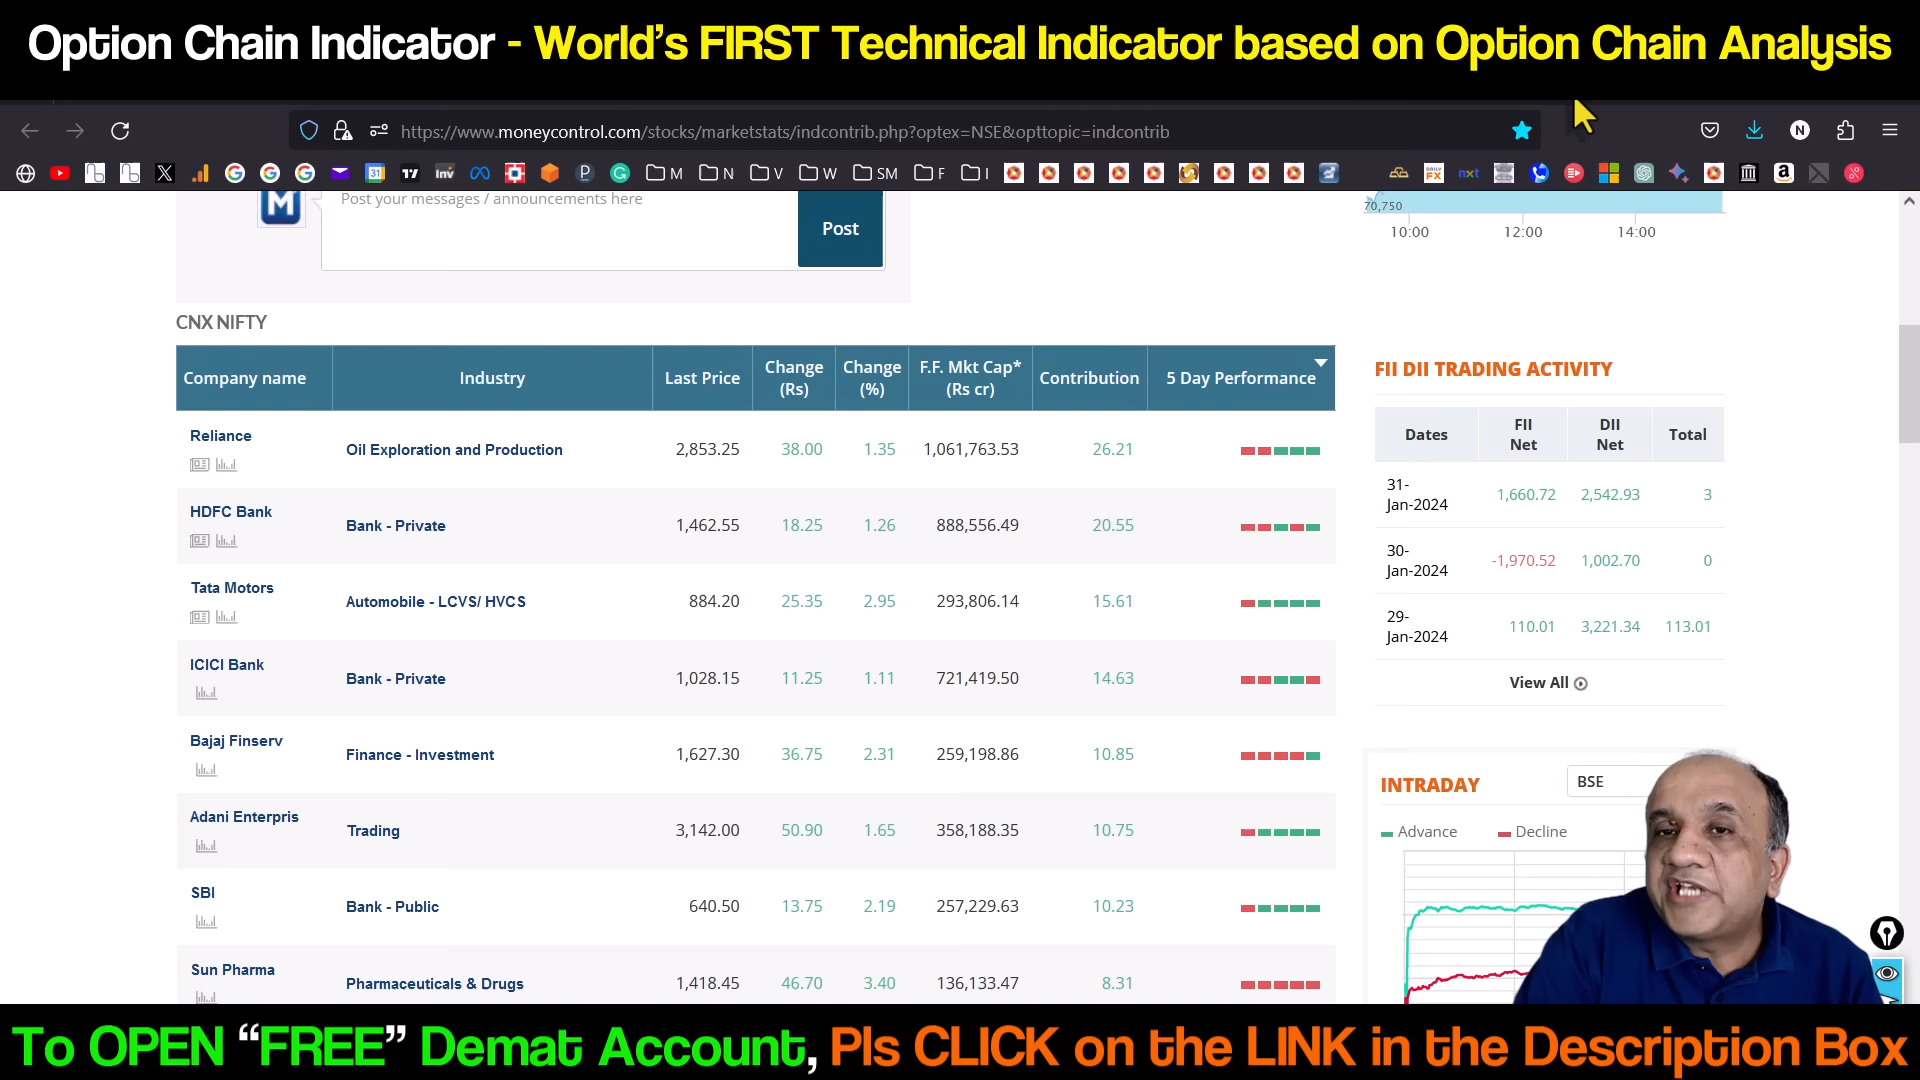 Option Chain Indicator - World's FIRST Technical Indicator based on Option Chain Analysis
https://www.moneycontrol.com/stocks/marketstats/indcontrib.php?optex=NSE&opttopic=indcontrib
M N V W SM F I
Post your messages / announcements here
Post
70,750
10:00 12:00 14:00
CNX NIFTY
Company name Industry Last Price Change (Rs) Change (%) F.F. Mkt Cap* (Rs cr) Contribution 5 Day Performance
Reliance Oil Exploration and Production 2,853.25 38.00 1.35 1,061,763.53 26.21
HDFC Bank Bank - Private 1,462.55 18.25 1.26 888,556.49 20.55
Tata Motors Automobile - LCVS/ HVCS 884.20 25.35 2.95 293,806.14 15.61
ICICI Bank Bank - Private 1,028.15 11.25 1.11 721,419.50 14.63
Bajaj Finserv Finance - Investment 1,627.30 36.75 2.31 259,198.86 10.85
Adani Enterpris Trading 3,142.00 50.90 1.65 358,188.35 10.75
SBI Bank - Public 640.50 13.75 2.19 257,229.63 10.23
Sun Pharma Pharmaceuticals & Drugs 1,418.45 46.70 3.40 136,133.47 8.31
FII DII TRADING ACTIVITY
Dates FII Net DII Net Total
31-Jan-2024 1,660.72 2,542.93 3
30-Jan-2024 -1,970.52 1,002.70 0
29-Jan-2024 110.01 3,221.34 113.01
View All
INTRADAY BSE
Advance Decline
To OPEN "FREE" Demat Account, Pls CLICK on the LINK in the Description Box